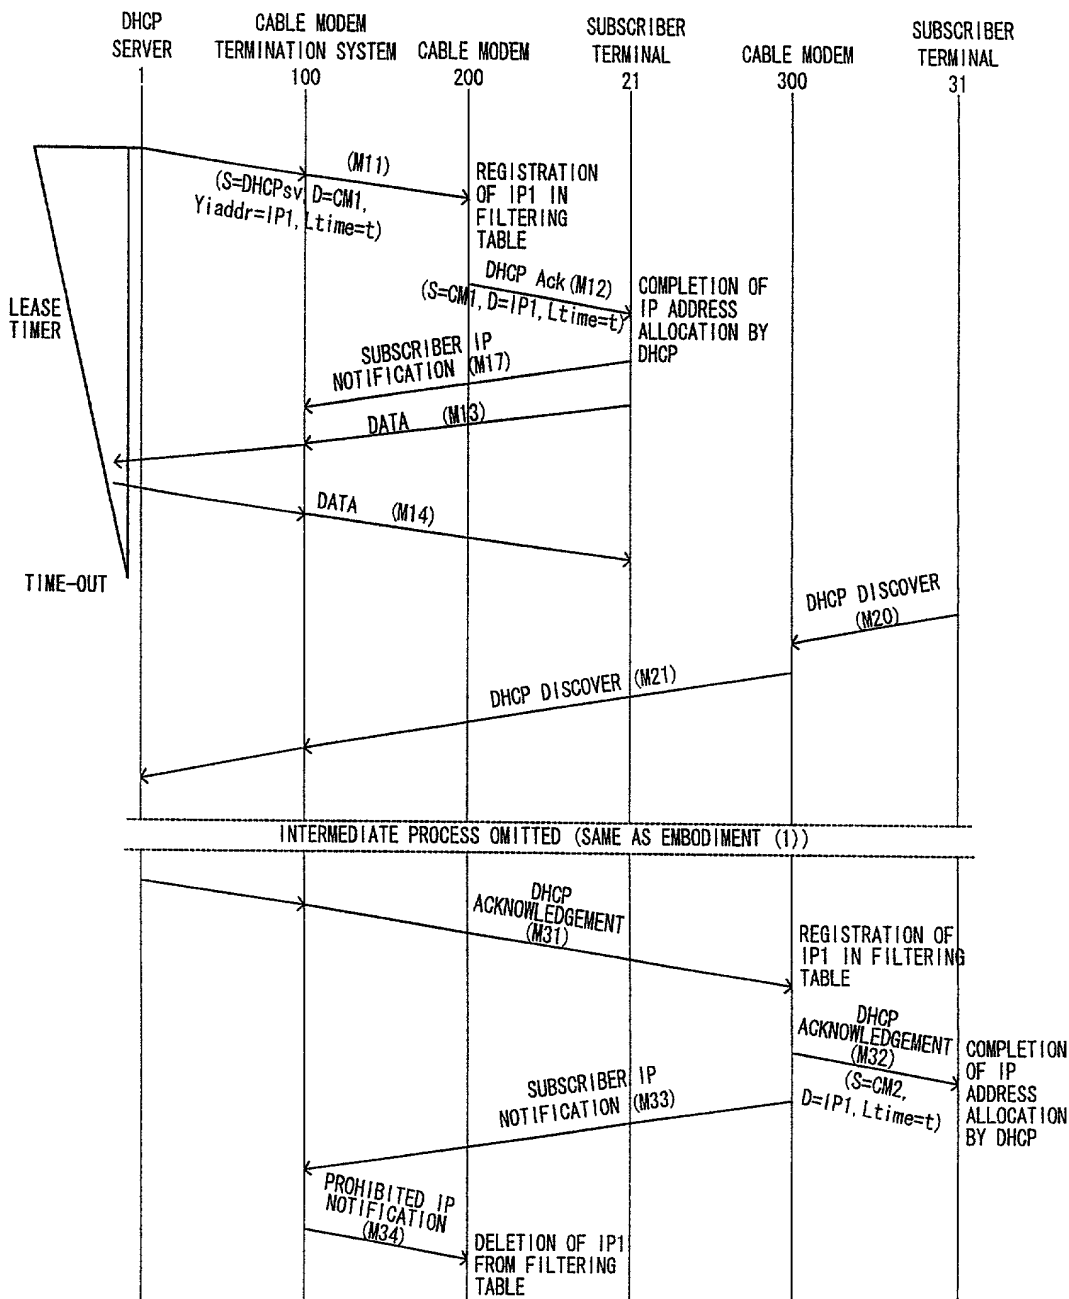 DHCP
SERVER
1
CABLE MODEM
TERMINATION SYSTEM
100
CABLE MODEM
200
SUBSCRIBER
TERMINAL
21
CABLE MODEM
300
SUBSCRIBER
TERMINAL
31
(M11)
(S=DHCPsv, D=CM1,
Yiaddr=IP1, Ltime=t)
REGISTRATION
OF IP1 IN
FILTERING
TABLE
LEASE
TIMER
DHCP Ack(M12)
(S=CM1, D=IP1, Ltime=t)
COMPLETION OF
IP ADDRESS
ALLOCATION BY
DHCP
SUBSCRIBER IP
NOTIFICATION (M17)
DATA (M13)
DATA (M14)
TIME-OUT
DHCP DISCOVER
(M20)
DHCP DISCOVER (M21)
INTERMEDIATE PROCESS OMITTED (SAME AS EMBODIMENT (1))
DHCP
ACKNOWLEDGEMENT
(M31)
REGISTRATION OF
IP1 IN FILTERING
TABLE
DHCP
ACKNOWLEDGEMENT
(M32)
(S=CM2,
D=IP1, Ltime=t)
COMPLETION
OF IP
ADDRESS
ALLOCATION
BY DHCP
SUBSCRIBER IP
NOTIFICATION (M33)
PROHIBITED IP
NOTIFICATION
(M34)
DELETION OF IP1
FROM FILTERING
TABLE